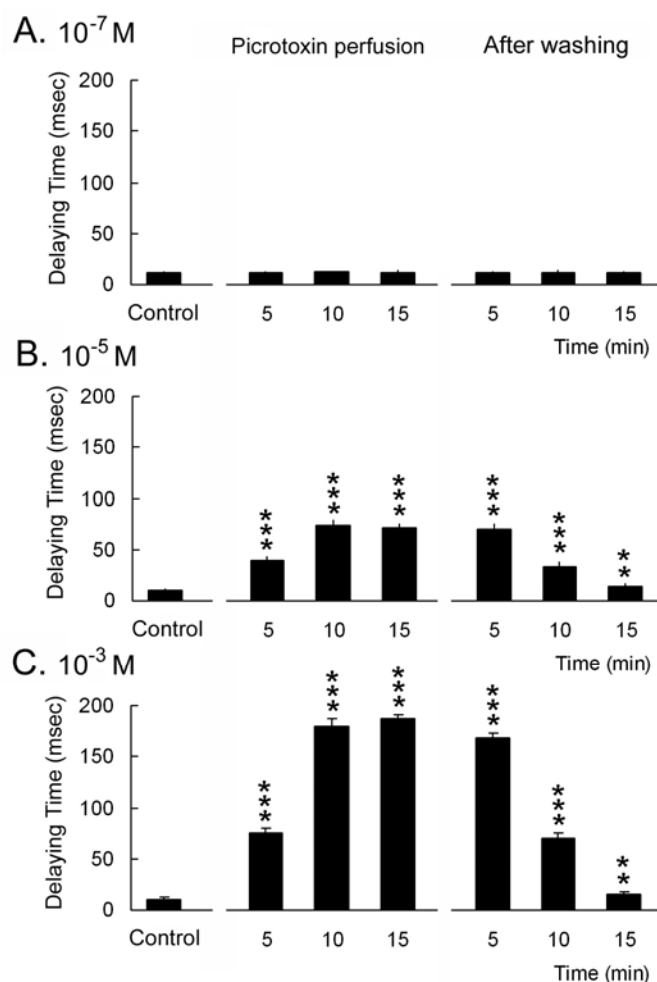 A. 10⁻⁷ M
Picrotoxin perfusion
After washing
Delaying Time (msec)
200
150
100
50
0
Control
5 10 15
5 10 15
Time (min)
B. 10⁻⁵ M
Delaying Time (msec)
200
150
100
50
0
***
***
***
***
***
**
Control
5 10 15
5 10 15
Time (min)
C. 10⁻³ M
Delaying Time (msec)
200
150
100
50
0
***
***
***
***
***
**
Control
5 10 15
5 10 15
Time (min)